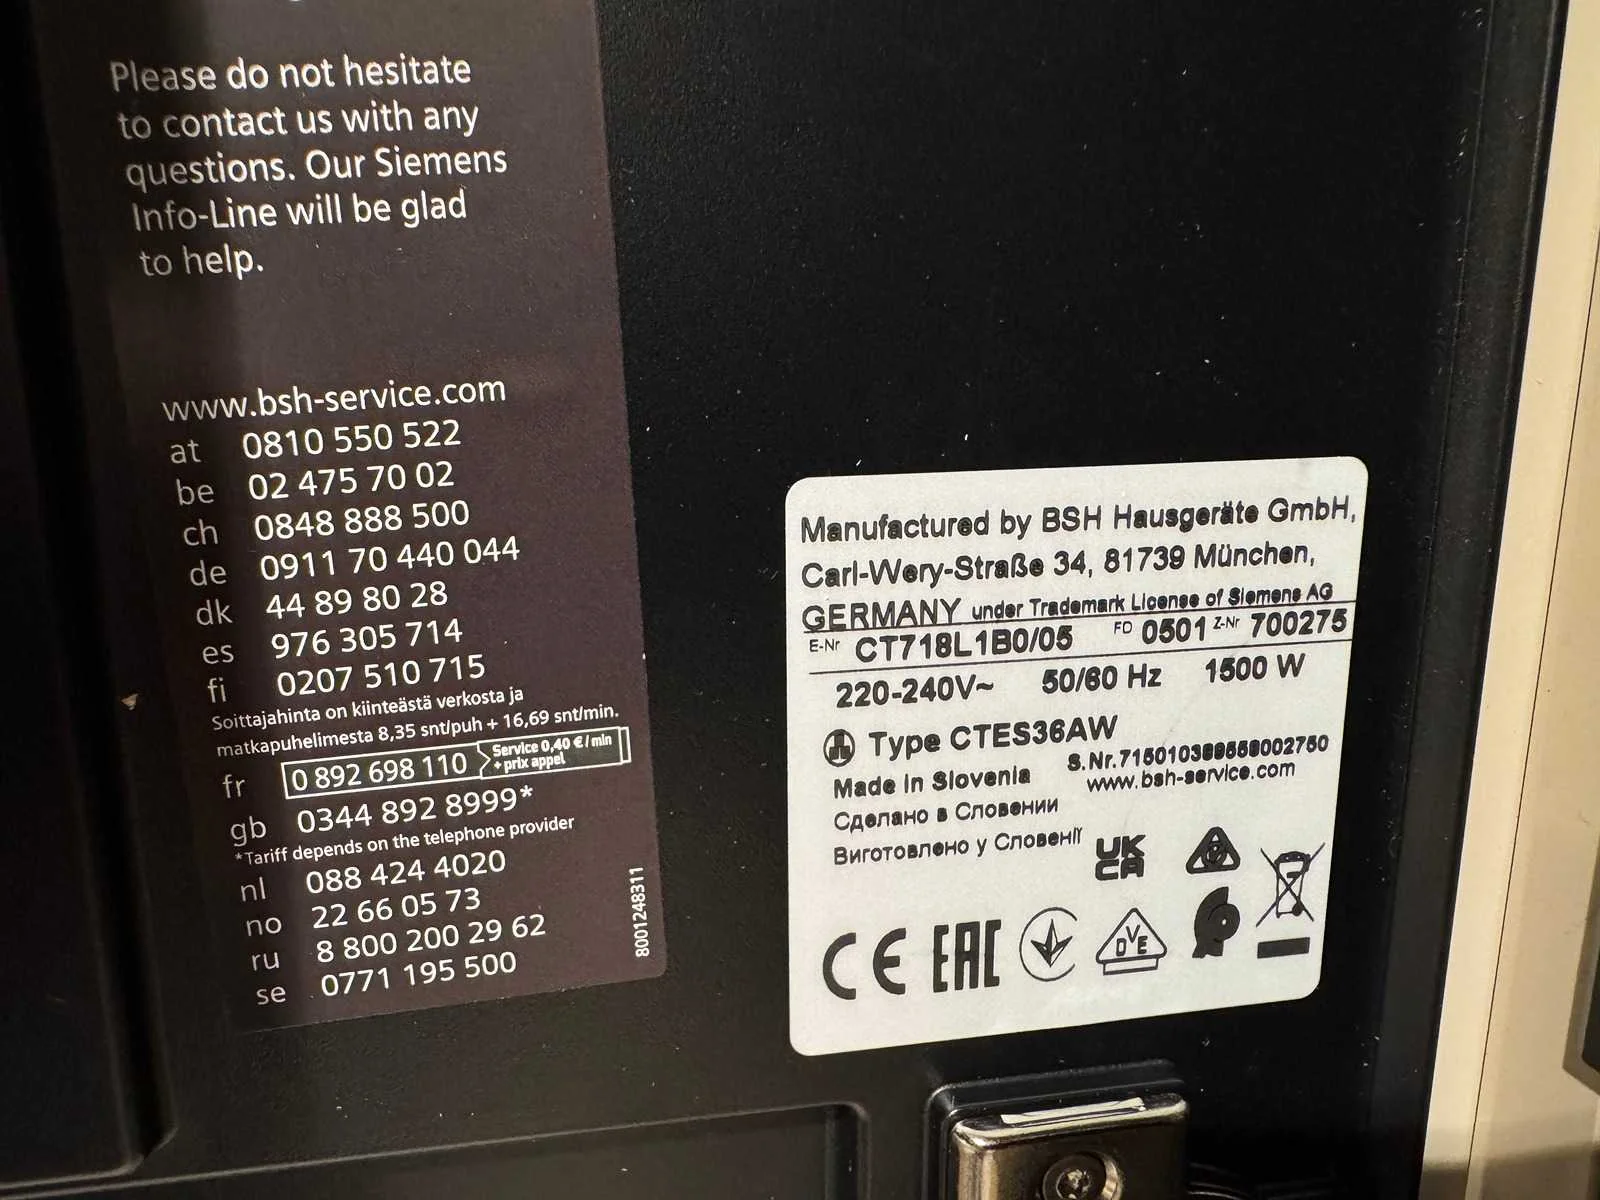 Please do not hesitate
to contact us with any
questions. Our Siemens
Info-Line will be glad
to help.
www.bsh-service.com
at 0810 550 522
be 02 475 70 02
ch 0848 888 500
de 0911 70 440 044
dk 44 89 80 28
es 976 305 714
fi 0207 510 715
Soittajahinta on kiinteästä verkosta ja
matkapuhelimesta 8,35 snt/puh + 16,69 snt/min.
fr 0 892 698 110 Service 0,40 € / min
+ prix appel
gb 0344 892 8999*
*Tariff depends on the telephone provider
nl 088 424 4020
no 22 66 05 73
ru 8 800 200 29 62
se 0771 195 500
8001248311
Manufactured by BSH Hausgeräte GmbH,
Carl-Wery-Straße 34, 81739 München,
GERMANY under Trademark License of Siemens AG
E-Nr CT718L1B0/05 FD 0501 Z-Nr 700275
220-240V~ 50/60 Hz 1500 W
Type CTES36AW
Made in Slovenia S.Nr.
www.bsh-service.com
Сделано в Словении
Виготовлено у Словенії
UK
CA
CE EAC DVE